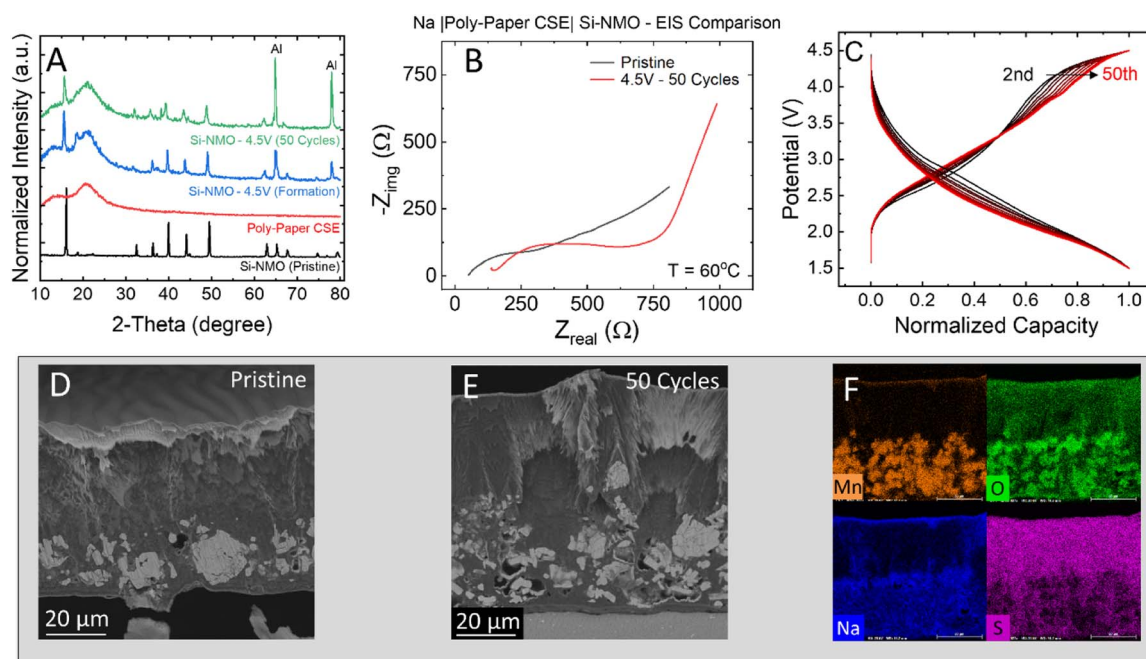 A
Normalized Intensity (a.u.)
Al
Al
Si-NMO - 4.5V (50 Cycles)
Si-NMO - 4.5V (Formation)
Poly-Paper CSE
Si-NMO (Pristine)
10 20 30 40 50 60 70 80
2-Theta (degree)
Na |Poly-Paper CSE| Si-NMO - EIS Comparison
B
Pristine
4.5V - 50 Cycles
-Zimg (Ω)
750
500
250
0
T = 60°C
0 250 500 750 1000
Zreal (Ω)
C
2nd
50th
Potential (V)
4.5
4.0
3.5
3.0
2.5
2.0
1.5
0.0 0.2 0.4 0.6 0.8 1.0
Normalized Capacity
D
Pristine
20 µm
E
50 Cycles
20 µm
F
Mn
O
Na
S